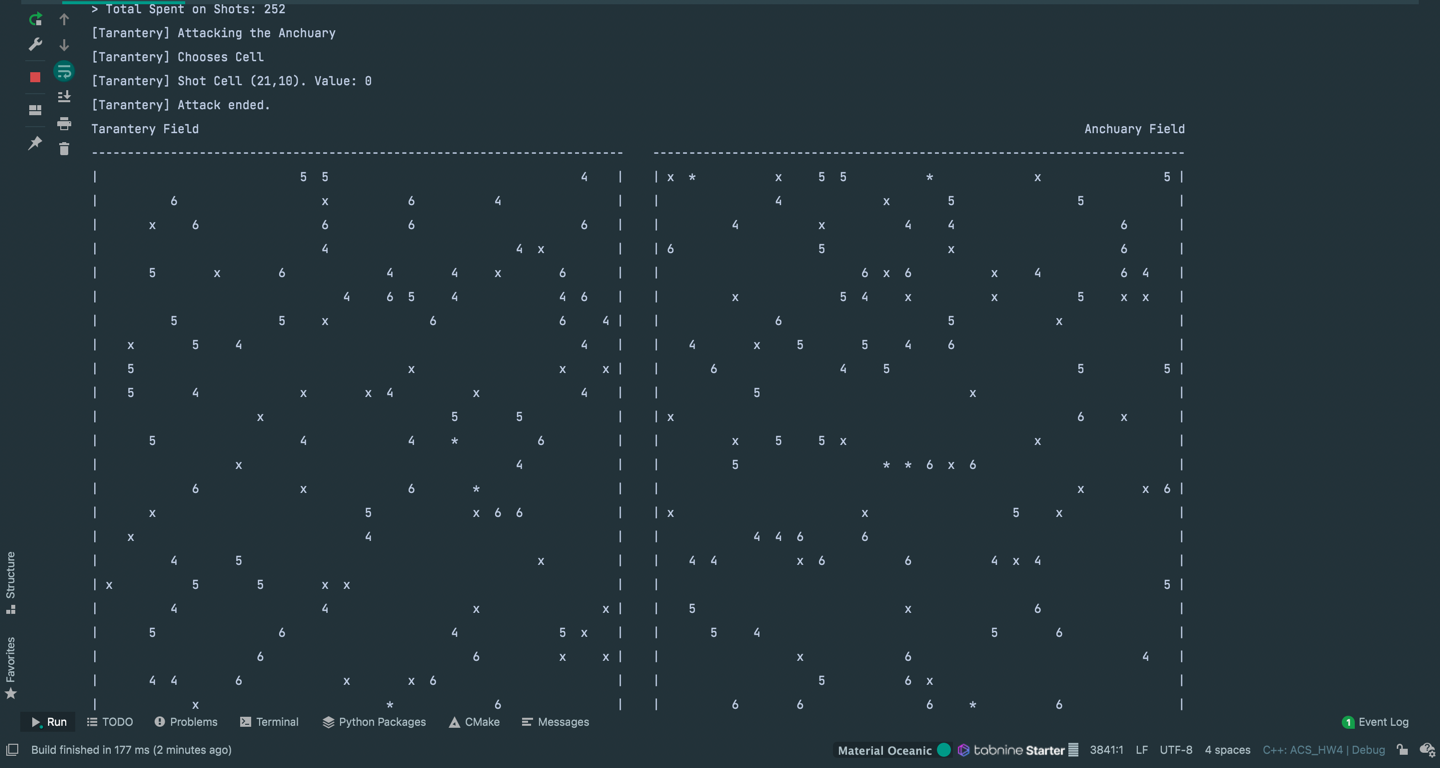 > Total Spent on Shots: 252
[Tarantery] Attacking the Anchuary
[Tarantery] Chooses Cell
[Tarantery] Shot Cell (21,10). Value: 0
[Tarantery] Attack ended.
Tarantery Field Anchuary Field
-------------------------------------------------------------------------- --------------------------------------------------------------------------
| 5 5 4 | | x * x 5 5 * x 5 |
| 6 x 6 4 | | 4 x 5 5 |
| x 6 6 6 6 | | 4 x 4 4 6 |
| 4 4 x | | 6 5 x 6 |
| 5 x 6 4 4 x 6 | | 6 x 6 x 4 6 4 |
| 4 6 5 4 4 6 | | x 5 4 x x 5 x x |
| 5 5 x 6 6 4 | | 6 5 x |
| x 5 4 4 | | 4 x 5 5 4 6 |
| 5 x x x | | 6 4 5 5 5 |
| 5 4 x x 4 x 4 | | 5 x |
| x 5 5 | | x 6 x |
| 5 4 4 * 6 | | x 5 5 x x |
| x 4 | | 5 * * 6 x 6 |
| 6 x 6 * | | x x 6 |
| x 5 x 6 6 | | x x 5 x |
| x 4 | | 4 4 6 6 |
| 4 5 x | | 4 4 x 6 6 4 x 4 |
| x 5 5 x x | | 5 |
| 4 4 x x | | 5 x 6 |
| 5 6 4 5 x | | 5 4 5 6 |
| 6 6 x x | | x 6 4 |
| 4 4 6 x x 6 | | 5 6 x |
| x * 6 | | 6 6 6 * 6 |
Structure
Favorites
Run TODO Problems Terminal Python Packages CMake Messages 1 Event Log
Build finished in 177 ms (2 minutes ago) Material Oceanic tabnine Starter 3841:1 LF UTF-8 4 spaces C++: ACS_HW4 | Debug